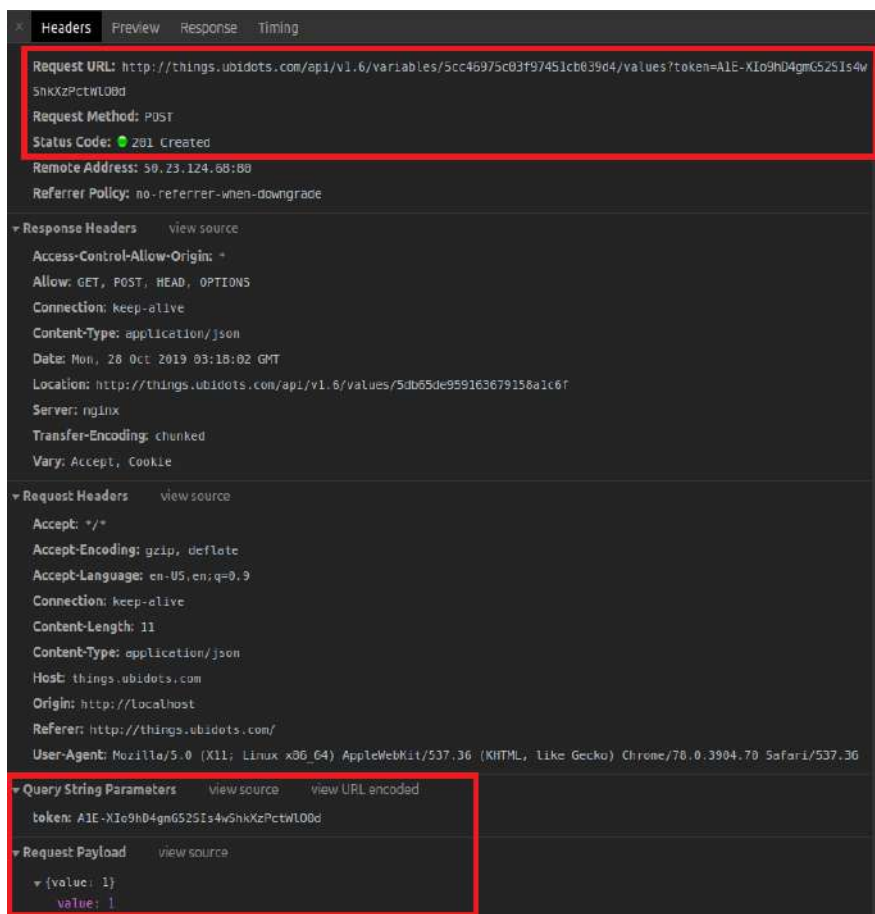 × Headers Preview Response Timing
Request URL: http://things.ubidots.com/api/v1.6/variables/5cc46975c03f97451cb039d4/values?token=A1E-XIo9hD4gmG52SIs4w
ShkXzPctWlO0d
Request Method: POST
Status Code: 201 Created
Remote Address: 50.23.124.68:80
Referrer Policy: no-referrer-when-downgrade
▾ Response Headers view source
Access-Control-Allow-Origin: *
Allow: GET, POST, HEAD, OPTIONS
Connection: keep-alive
Content-Type: application/json
Date: Mon, 28 Oct 2019 03:18:02 GMT
Location: http://things.ubidots.com/api/v1.6/values/5db65de959163679158a1c6f
Server: nginx
Transfer-Encoding: chunked
Vary: Accept, Cookie
▾ Request Headers view source
Accept: */*
Accept-Encoding: gzip, deflate
Accept-Language: en-US,en;q=0.9
Connection: keep-alive
Content-Length: 11
Content-Type: application/json
Host: things.ubidots.com
Origin: http://localhost
Referer: http://things.ubidots.com/
User-Agent: Mozilla/5.0 (X11; Linux x86_64) AppleWebKit/537.36 (KHTML, like Gecko) Chrome/78.0.3904.70 Safari/537.36
▾ Query String Parameters view source view URL encoded
token: A1E-XIo9hD4gmG52SIs4wShkXzPctWlO0d
▾ Request Payload view source
▾ {value: 1}
value: 1